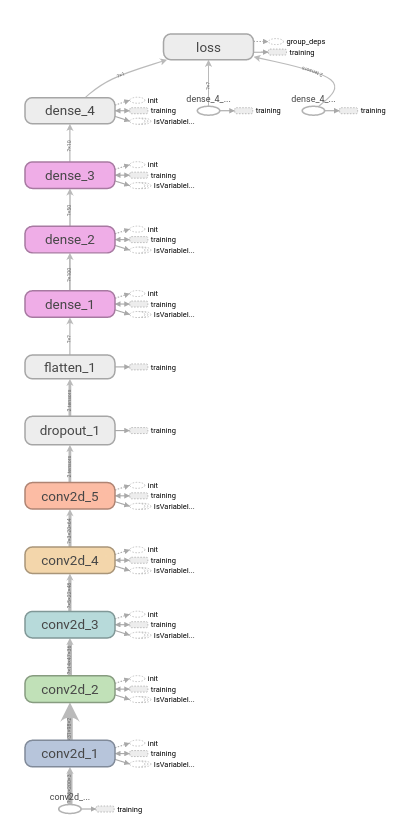 loss
group_deps
training
dense_4_...
training
dense_4_...
training
dense_4
init
training
IsVariableI...
dense_3
init
training
IsVariableI...
dense_2
init
training
IsVariableI...
dense_1
init
training
IsVariableI...
flatten_1
training
dropout_1
training
conv2d_5
init
training
IsVariableI...
conv2d_4
init
training
IsVariableI...
conv2d_3
init
training
IsVariableI...
conv2d_2
init
training
IsVariableI...
conv2d_1
init
training
IsVariableI...
conv2d_...
training